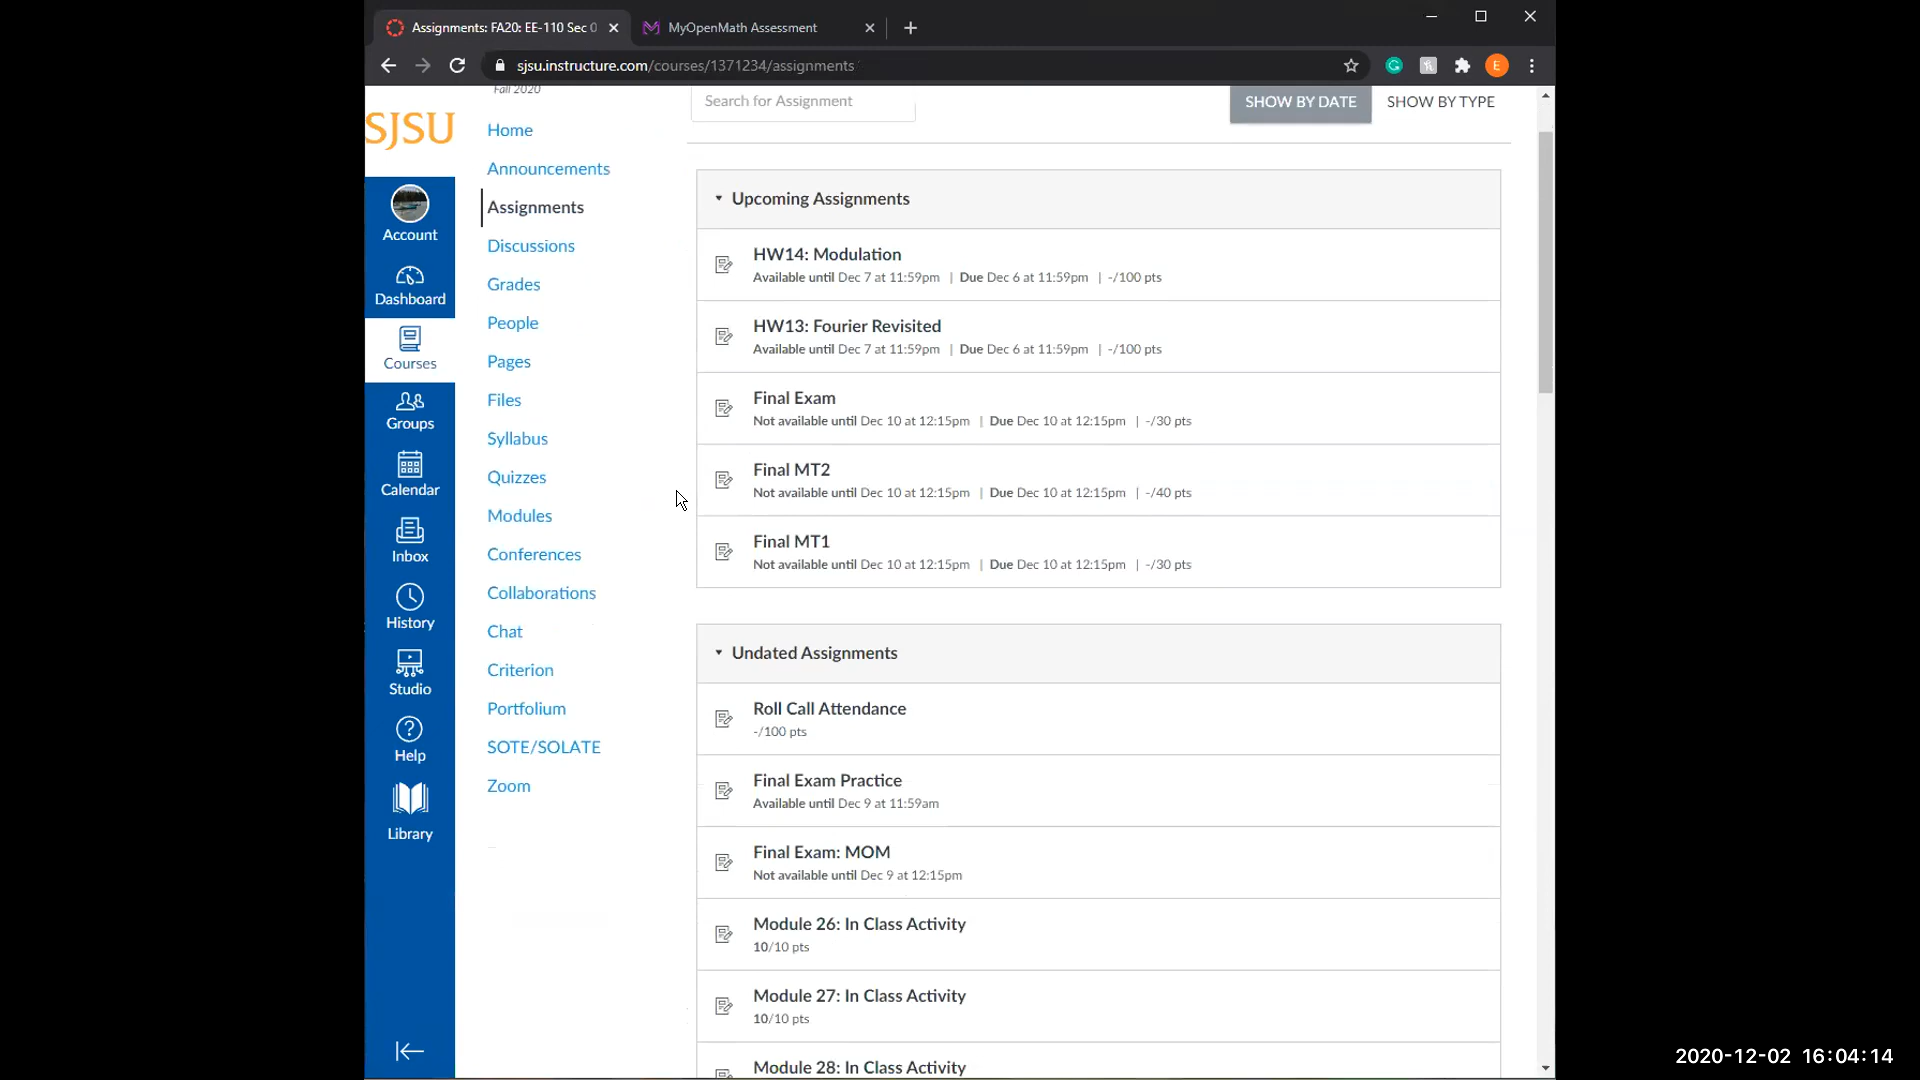 Assignments: FA20: EE-110 Sec 0
MyOpenMath Assessment
sjsu.instructure.com/courses/1371234/assignments
E
Fall 2020
SJSU
Account
Dashboard
Courses
Groups
Calendar
Inbox
History
Studio
Help
Library
Home
Announcements
Assignments
Discussions
Grades
People
Pages
Files
Syllabus
Quizzes
Modules
Conferences
Collaborations
Chat
Criterion
Portfolium
SOTE/SOLATE
Zoom
Search for Assignment
SHOW BY DATE
SHOW BY TYPE
Upcoming Assignments
HW14: Modulation
Available until Dec 7 at 11:59pm | Due Dec 6 at 11:59pm | -/100 pts
HW13: Fourier Revisited
Available until Dec 7 at 11:59pm | Due Dec 6 at 11:59pm | -/100 pts
Final Exam
Not available until Dec 10 at 12:15pm | Due Dec 10 at 12:15pm | -/30 pts
Final MT2
Not available until Dec 10 at 12:15pm | Due Dec 10 at 12:15pm | -/40 pts
Final MT1
Not available until Dec 10 at 12:15pm | Due Dec 10 at 12:15pm | -/30 pts
Undated Assignments
Roll Call Attendance
-/100 pts
Final Exam Practice
Available until Dec 9 at 11:59am
Final Exam: MOM
Not available until Dec 9 at 12:15pm
Module 26: In Class Activity
10/10 pts
Module 27: In Class Activity
10/10 pts
Module 28: In Class Activity
2020-12-02 16:04:14